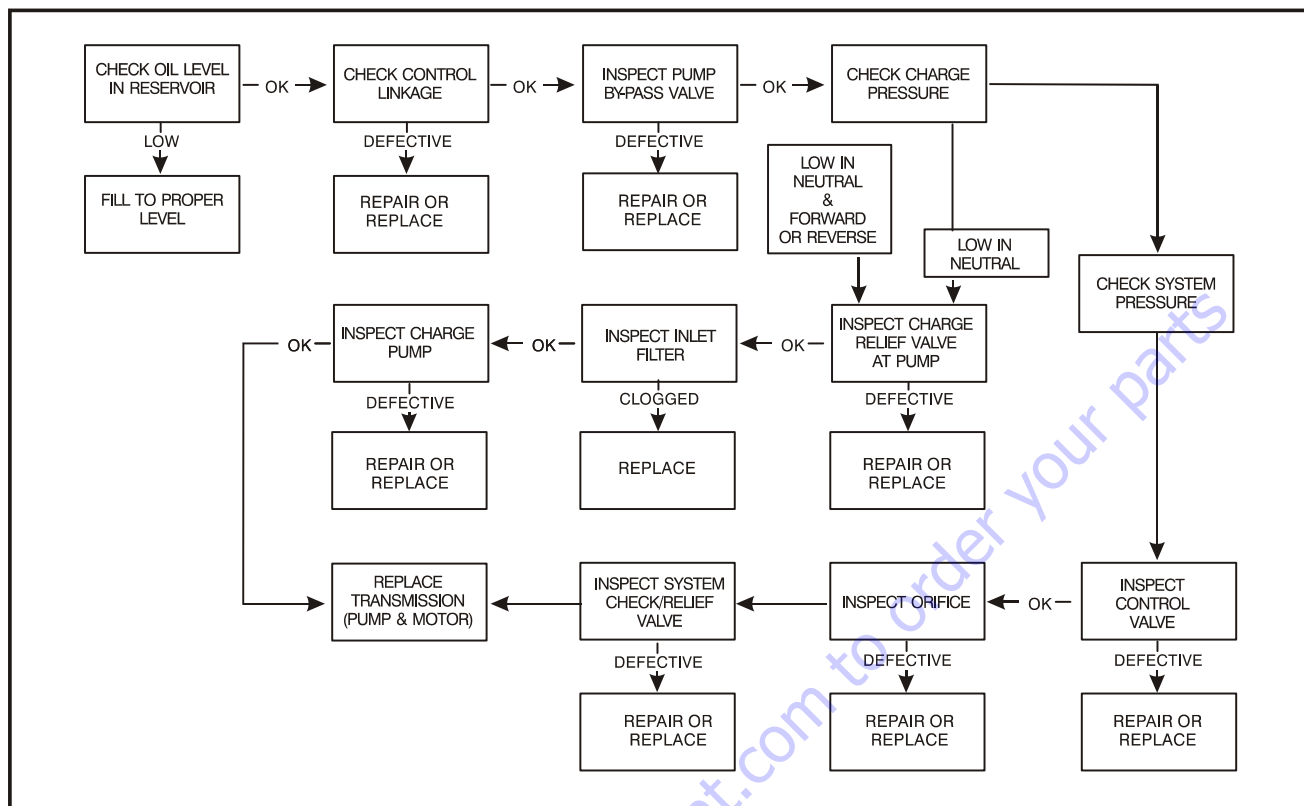 CHECK OIL LEVEL
IN RESERVOIR
OK
CHECK CONTROL
LINKAGE
OK
INSPECT PUMP
BY-PASS VALVE
OK
CHECK CHARGE
PRESSURE
LOW
DEFECTIVE
DEFECTIVE
FILL TO PROPER
LEVEL
REPAIR OR
REPLACE
REPAIR OR
REPLACE
LOW IN
NEUTRAL
&
FORWARD
OR REVERSE
LOW IN
NEUTRAL
CHECK SYSTEM
PRESSURE
OK
INSPECT CHARGE
PUMP
OK
INSPECT INLET
FILTER
OK
INSPECT CHARGE
RELIEF VALVE
AT PUMP
DEFECTIVE
CLOGGED
DEFECTIVE
REPAIR OR
REPLACE
REPLACE
REPAIR OR
REPLACE
REPLACE
TRANSMISSION
(PUMP & MOTOR)
INSPECT SYSTEM
CHECK/RELIEF
VALVE
INSPECT ORIFICE
OK
INSPECT
CONTROL
VALVE
DEFECTIVE
DEFECTIVE
DEFECTIVE
REPAIR OR
REPLACE
REPAIR OR
REPLACE
REPAIR OR
REPLACE
.com to order your parts